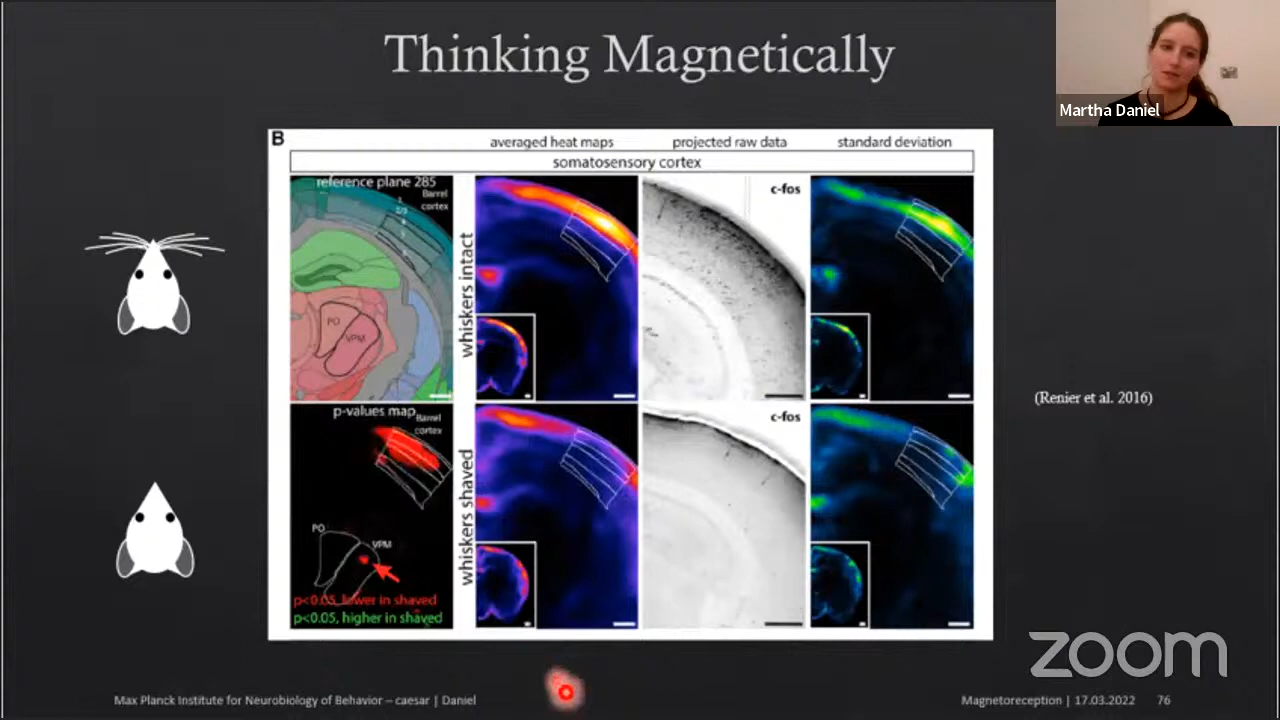 Thinking Magnetically
Martha Daniel
B
averaged heat maps
projected raw data
standard deviation
somatosensory cortex
reference plane 285
Barrel
cortex
PO
VPM
whiskers intact
c-fos
p-values map
Barrel
cortex
PO
VPM
p<0.05, lower in shaved
p<0.05, higher in shaved
whiskers shaved
c-fos
(Renier et al. 2016)
zoom
Max Planck Institute for Neurobiology of Behavior – caesar | Daniel
Magnetoreception | 17.03.2022 76